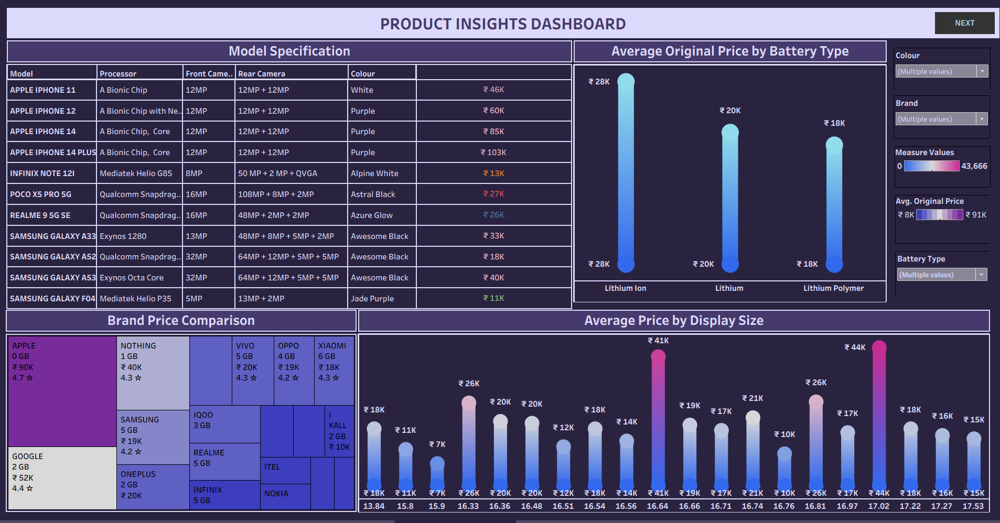 PRODUCT INSIGHTS DASHBOARD
NEXT
Model Specification
Model Processor Front Came.. Rear Camera Colour
APPLE IPHONE 11 A Bionic Chip 12MP 12MP + 12MP White ₹ 46K
APPLE IPHONE 12 A Bionic Chip with Ne.. 12MP 12MP + 12MP Purple ₹ 60K
APPLE IPHONE 14 A Bionic Chip, Core 12MP 12MP + 12MP Purple ₹ 85K
APPLE IPHONE 14 PLUS A Bionic Chip, Core 12MP 12MP + 12MP Purple ₹ 103K
INFINIX NOTE 12I Mediatek Helio G85 8MP 50 MP + 2 MP + QVGA Alpine White ₹ 13K
POCO X5 PRO 5G Qualcomm Snapdrag.. 16MP 108MP + 8MP + 2MP Astral Black ₹ 27K
REALME 9 5G SE Qualcomm Snapdrag.. 16MP 48MP + 2MP + 2MP Azure Glow ₹ 26K
SAMSUNG GALAXY A33 Exynos 1280 13MP 48MP + 8MP + 5MP + 2MP Awesome Black ₹ 33K
SAMSUNG GALAXY A52 Qualcomm Snapdrag.. 32MP 64MP + 12MP + 5MP + 5MP Awesome Black ₹ 18K
SAMSUNG GALAXY A53 Exynos Octa Core 32MP 64MP + 12MP + 5MP + 5MP Awesome Black ₹ 40K
SAMSUNG GALAXY F04 Mediatek Helio P35 5MP 13MP + 2MP Jade Purple ₹ 11K
Average Original Price by Battery Type
₹ 28K
₹ 20K
₹ 18K
₹ 28K ₹ 20K ₹ 18K
Lithium Ion Lithium Lithium Polymer
Colour
(Multiple values)
Brand
(Multiple values)
Measure Values
0 43,666
Avg. Original Price
₹ 8K ₹ 91K
Battery Type
(Multiple values)
Brand Price Comparison
APPLE
0 GB
₹ 90K
4.7 ☆
GOOGLE
2 GB
₹ 52K
4.4 ☆
NOTHING
1 GB
₹ 40K
4.3 ☆
SAMSUNG
5 GB
₹ 19K
4.2 ☆
ONEPLUS
2 GB
₹ 20K
VIVO
5 GB
₹ 20K
4.3 ☆
OPPO
4 GB
₹ 19K
4.2 ☆
XIAOMI
6 GB
₹ 18K
4.3 ☆
IQOO
3 GB
REALME
5 GB
INFINIX
5 GB
I
KALL
2 GB
₹ 10K
ITEL
NOKIA
Average Price by Display Size
₹ 18K ₹ 11K ₹ 7K ₹ 26K ₹ 20K ₹ 20K ₹ 12K ₹ 18K ₹ 14K ₹ 41K ₹ 19K ₹ 17K ₹ 21K ₹ 10K ₹ 26K ₹ 17K ₹ 44K ₹ 18K ₹ 16K ₹ 15K
₹ 18K ₹ 11K ₹ 7K ₹ 26K ₹ 20K ₹ 20K ₹ 12K ₹ 18K ₹ 14K ₹ 41K ₹ 19K ₹ 17K ₹ 21K ₹ 10K ₹ 26K ₹ 17K ₹ 44K ₹ 18K ₹ 16K ₹ 15K
13.84 15.8 15.9 16.33 16.36 16.48 16.51 16.54 16.56 16.64 16.66 16.71 16.74 16.76 16.81 16.97 17.02 17.22 17.27 17.53